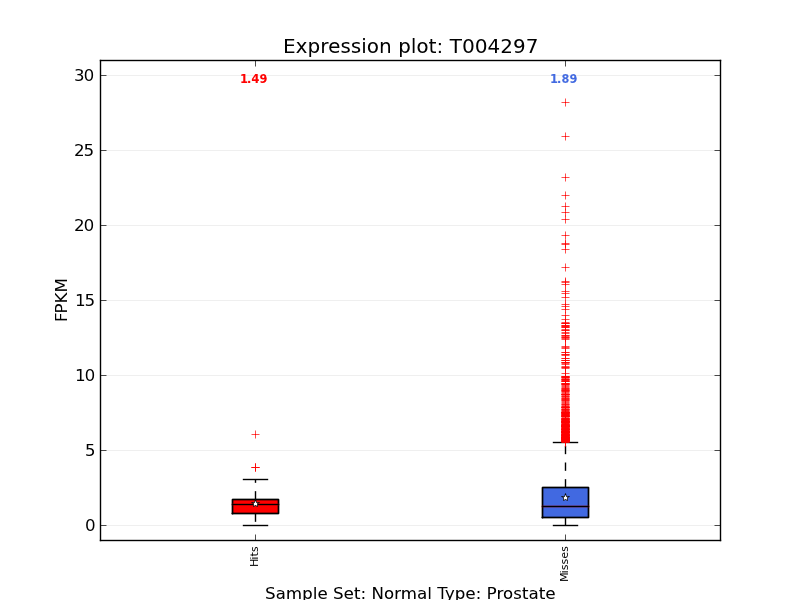 Expression plot: T004297
30
1.49
1.89
25
20
15
10
5
0
FPKM
Hits
Misses
Sample Set: Normal Type: Prostate